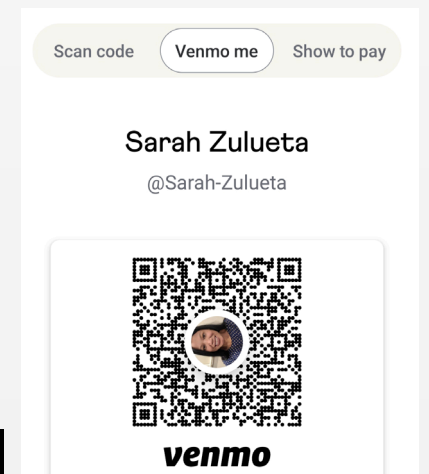 Scan code
Venmo me
Show to pay
Sarah Zulueta
@Sarah-Zulueta
venmo